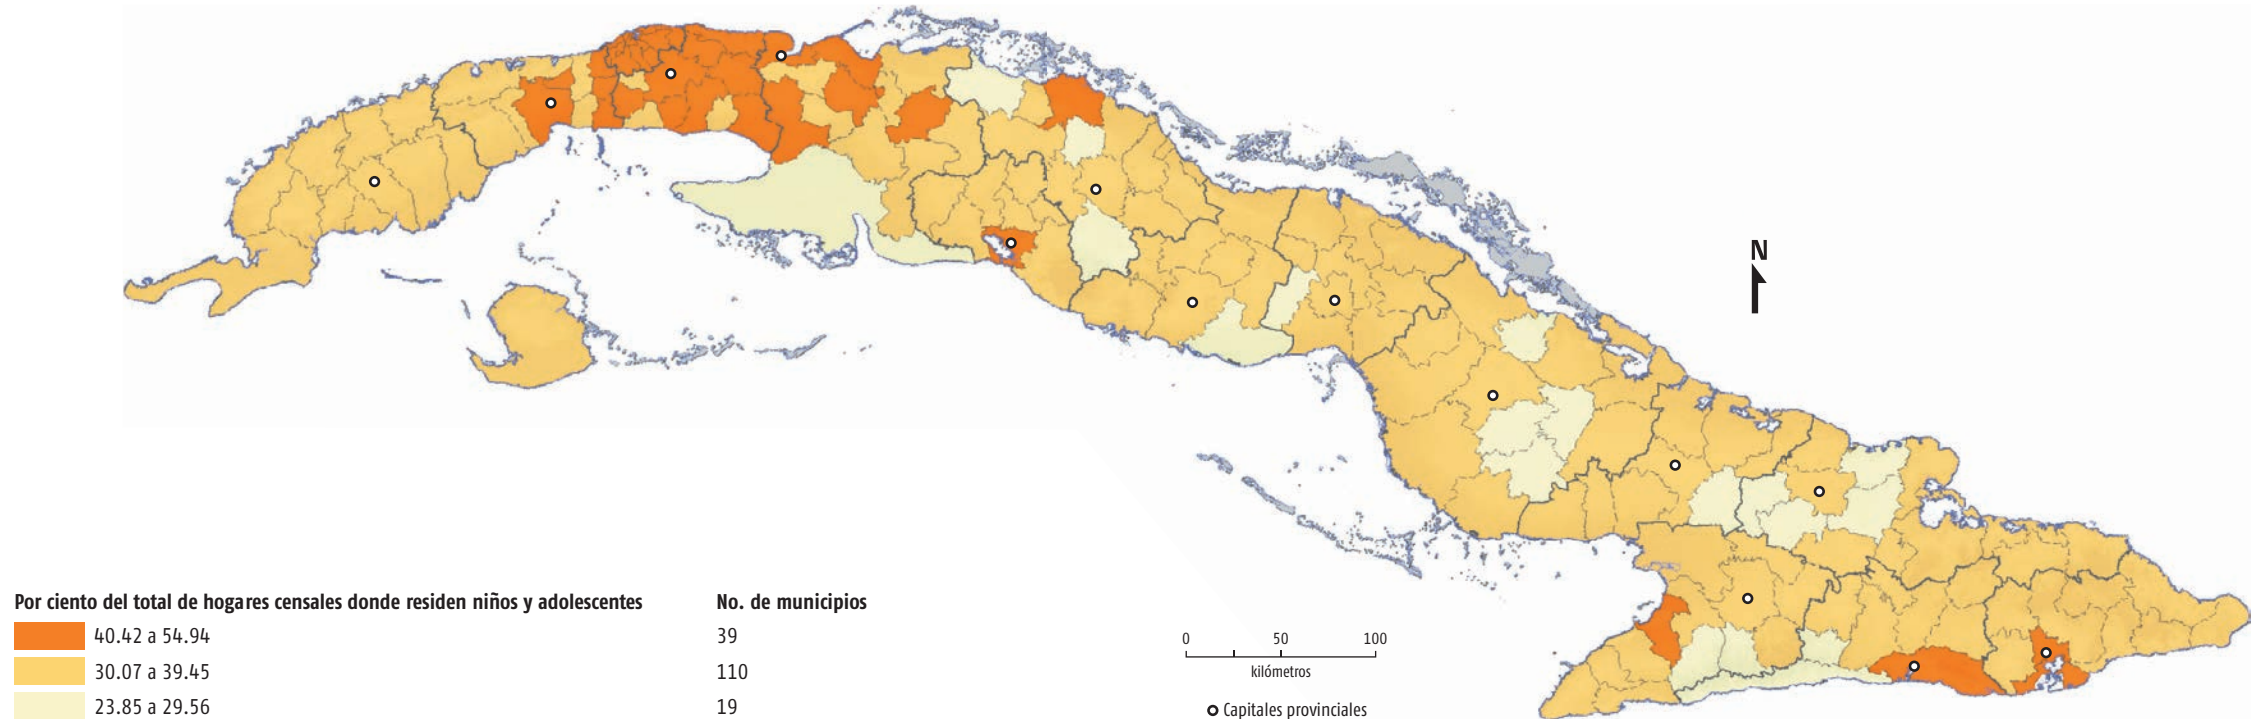 N
Por ciento del total de hogares censales donde residen niños y adolescentes No. de municipios
40.42 a 54.94 39
30.07 a 39.45 110
23.85 a 29.56 19
0 50 100
kilómetros
Capitales provinciales